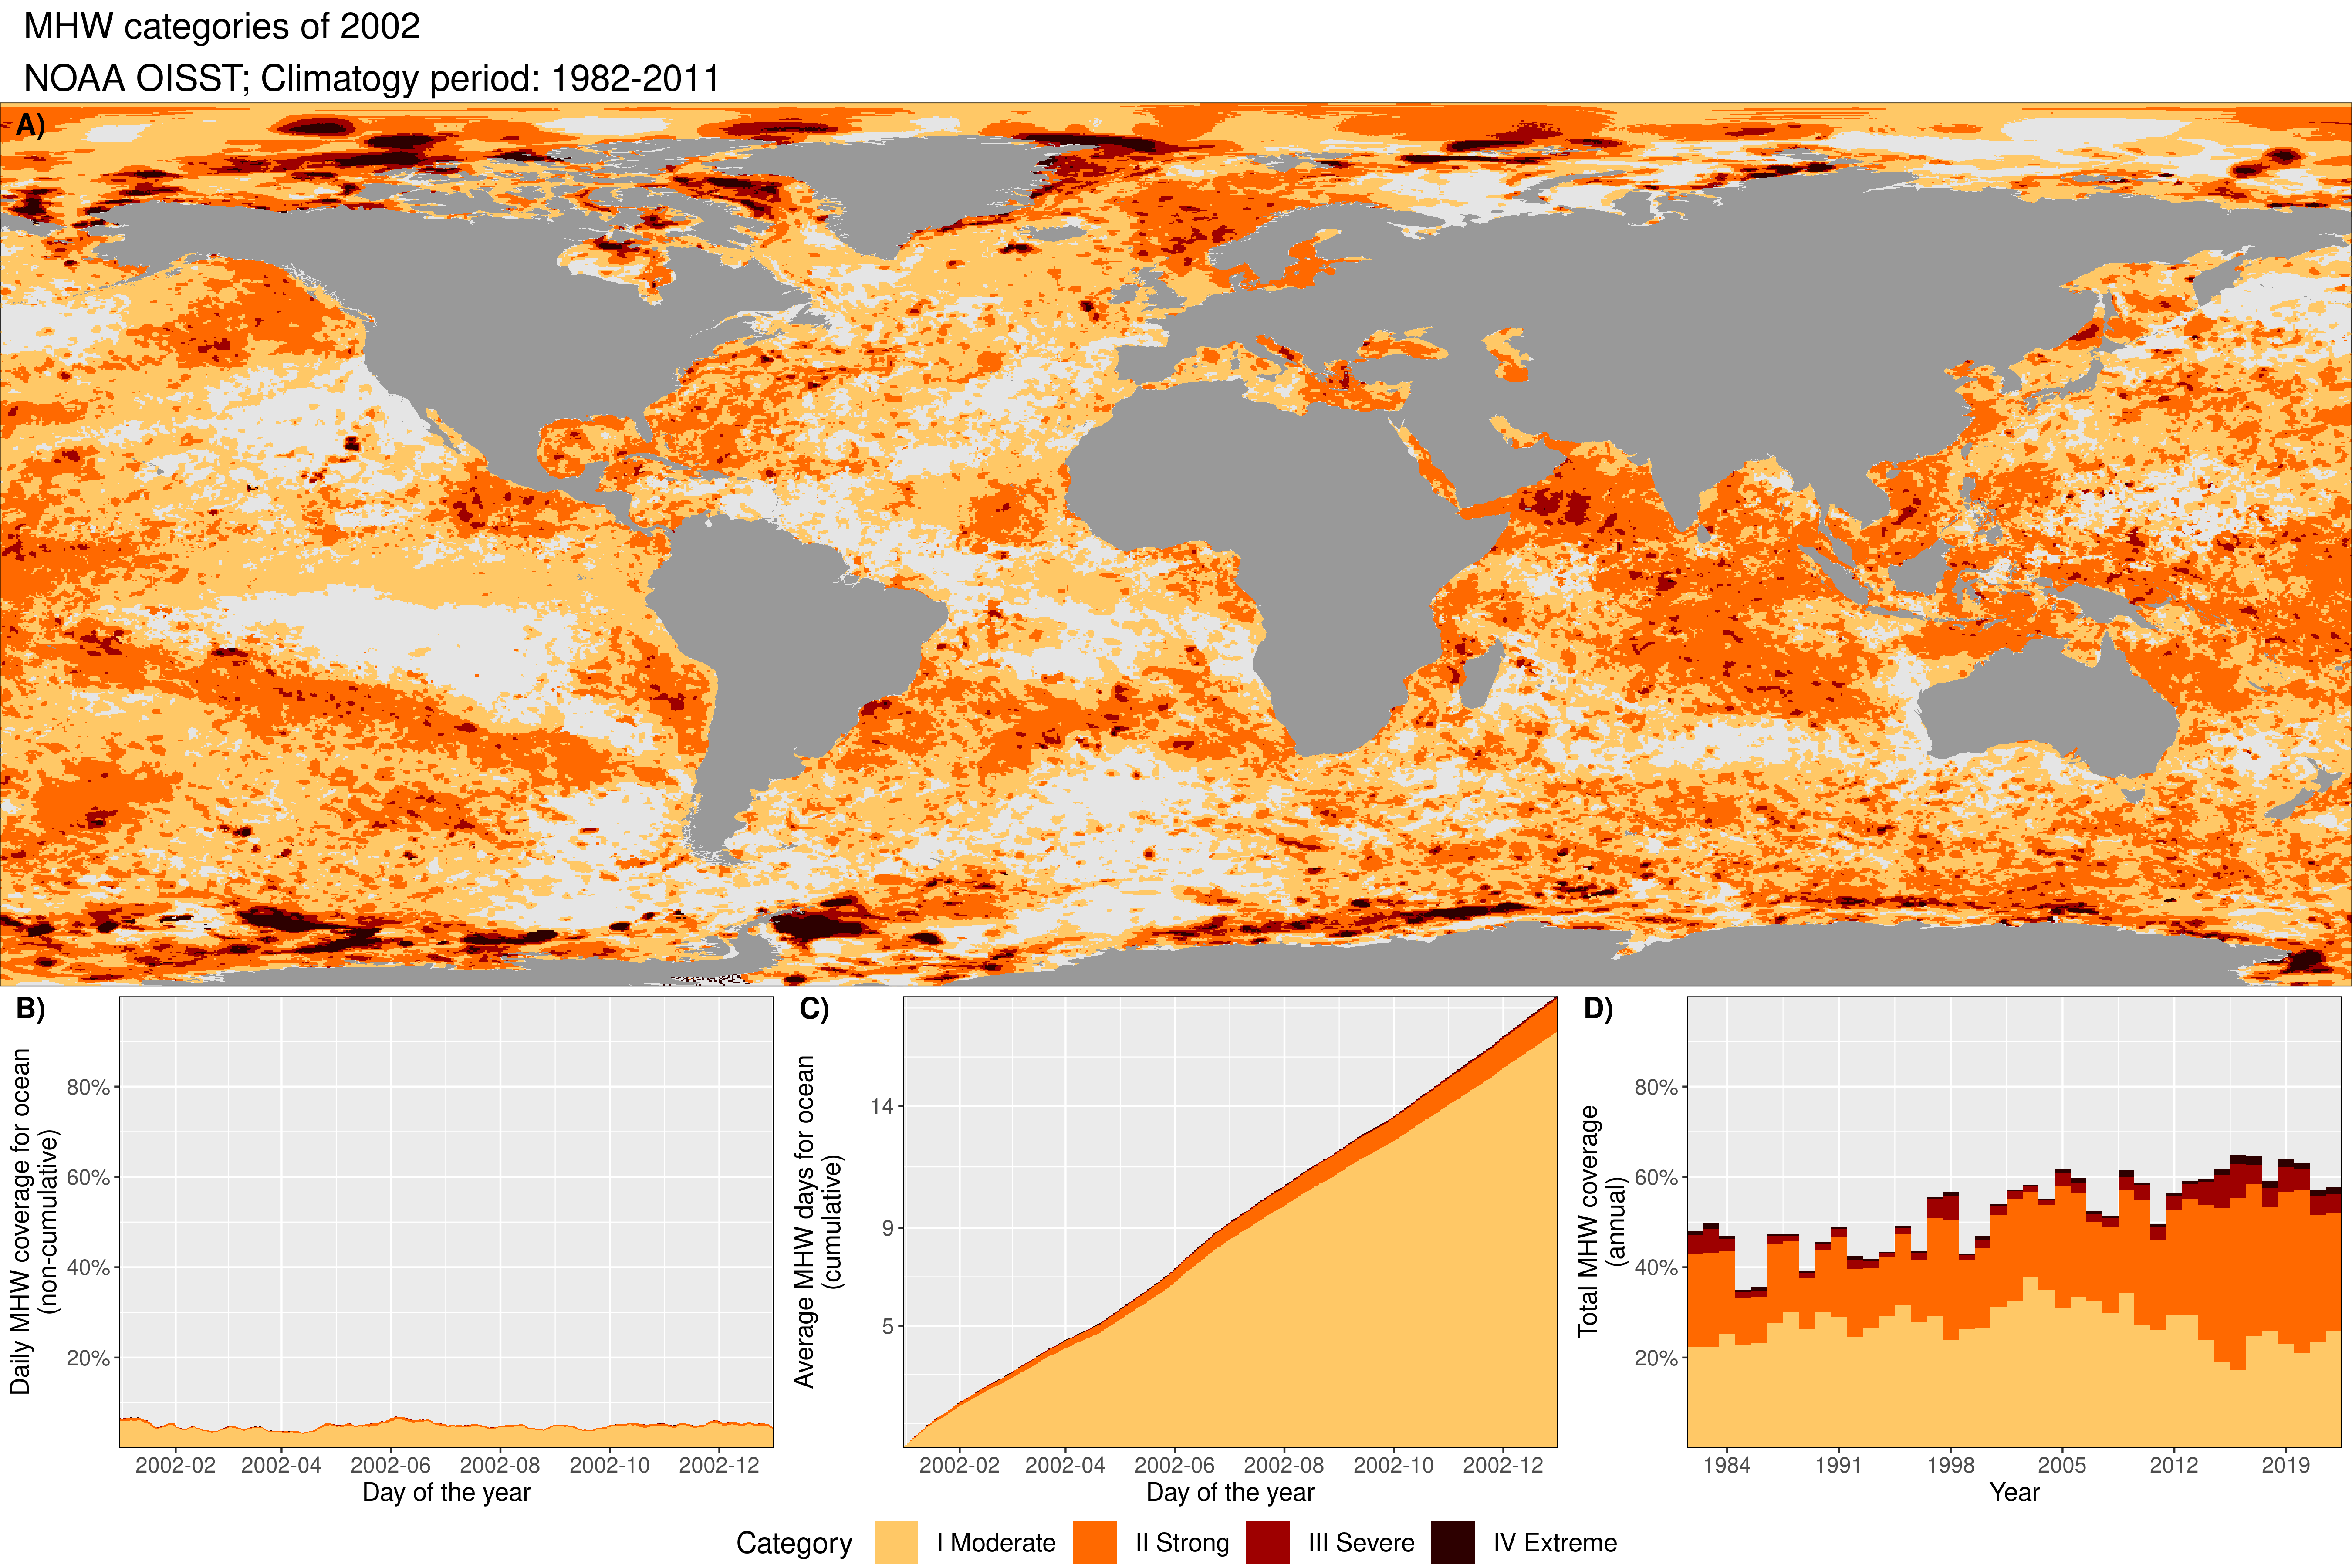 MHW categories of 2002
NOAA OISST; Climatogy period: 1982-2011
A)
B)
Daily MHW coverage for ocean
(non-cumulative)
80%
60%
40%
20%
2002-02 2002-04 2002-06 2002-08 2002-10 2002-12
Day of the year
C)
Average MHW days for ocean
(cumulative)
14
9
5
2002-02 2002-04 2002-06 2002-08 2002-10 2002-12
Day of the year
D)
Total MHW coverage
(annual)
80%
60%
40%
20%
1984 1991 1998 2005 2012 2019
Year
Category I Moderate II Strong III Severe IV Extreme